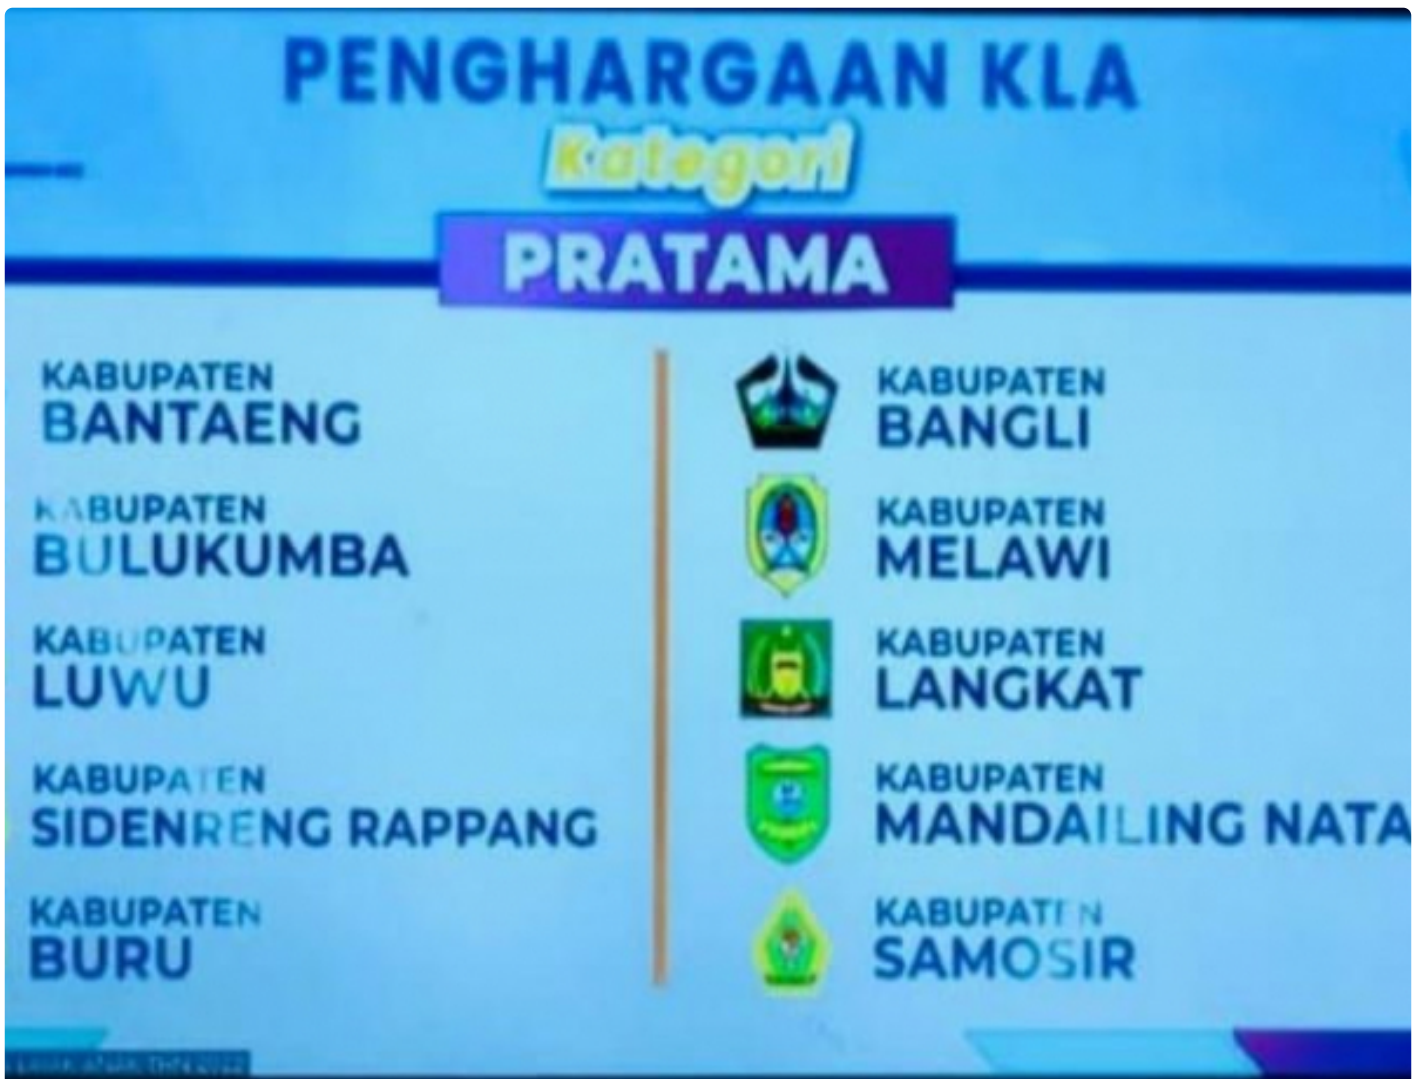 PENGHARGAAN KLA
Kategori
PRATAMA
KABUPATEN
BANTAENG
KABUPATEN
BULUKUMBA
KABUPATEN
LUWU
KABUPATEN
SIDENRENG RAPPANG
KABUPATEN
BURU
KABUPATEN
BANGLI
KABUPATEN
MELAWI
KABUPATEN
LANGKAT
KABUPATEN
MANDAILING NATA
KABUPATEN
SAMOSIR